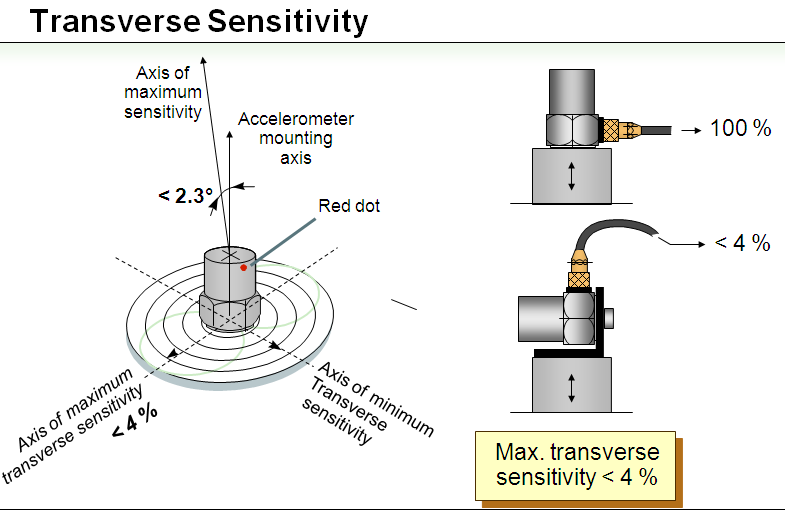 Transverse Sensitivity
Axis of
maximum
sensitivity
Accelerometer
mounting
axis
< 2.3°
Red dot
Axis of maximum
transverse sensitivity
< 4 %
Axis of minimum
Transverse
sensitivity
100 %
< 4 %
Max. transverse
sensitivity < 4 %